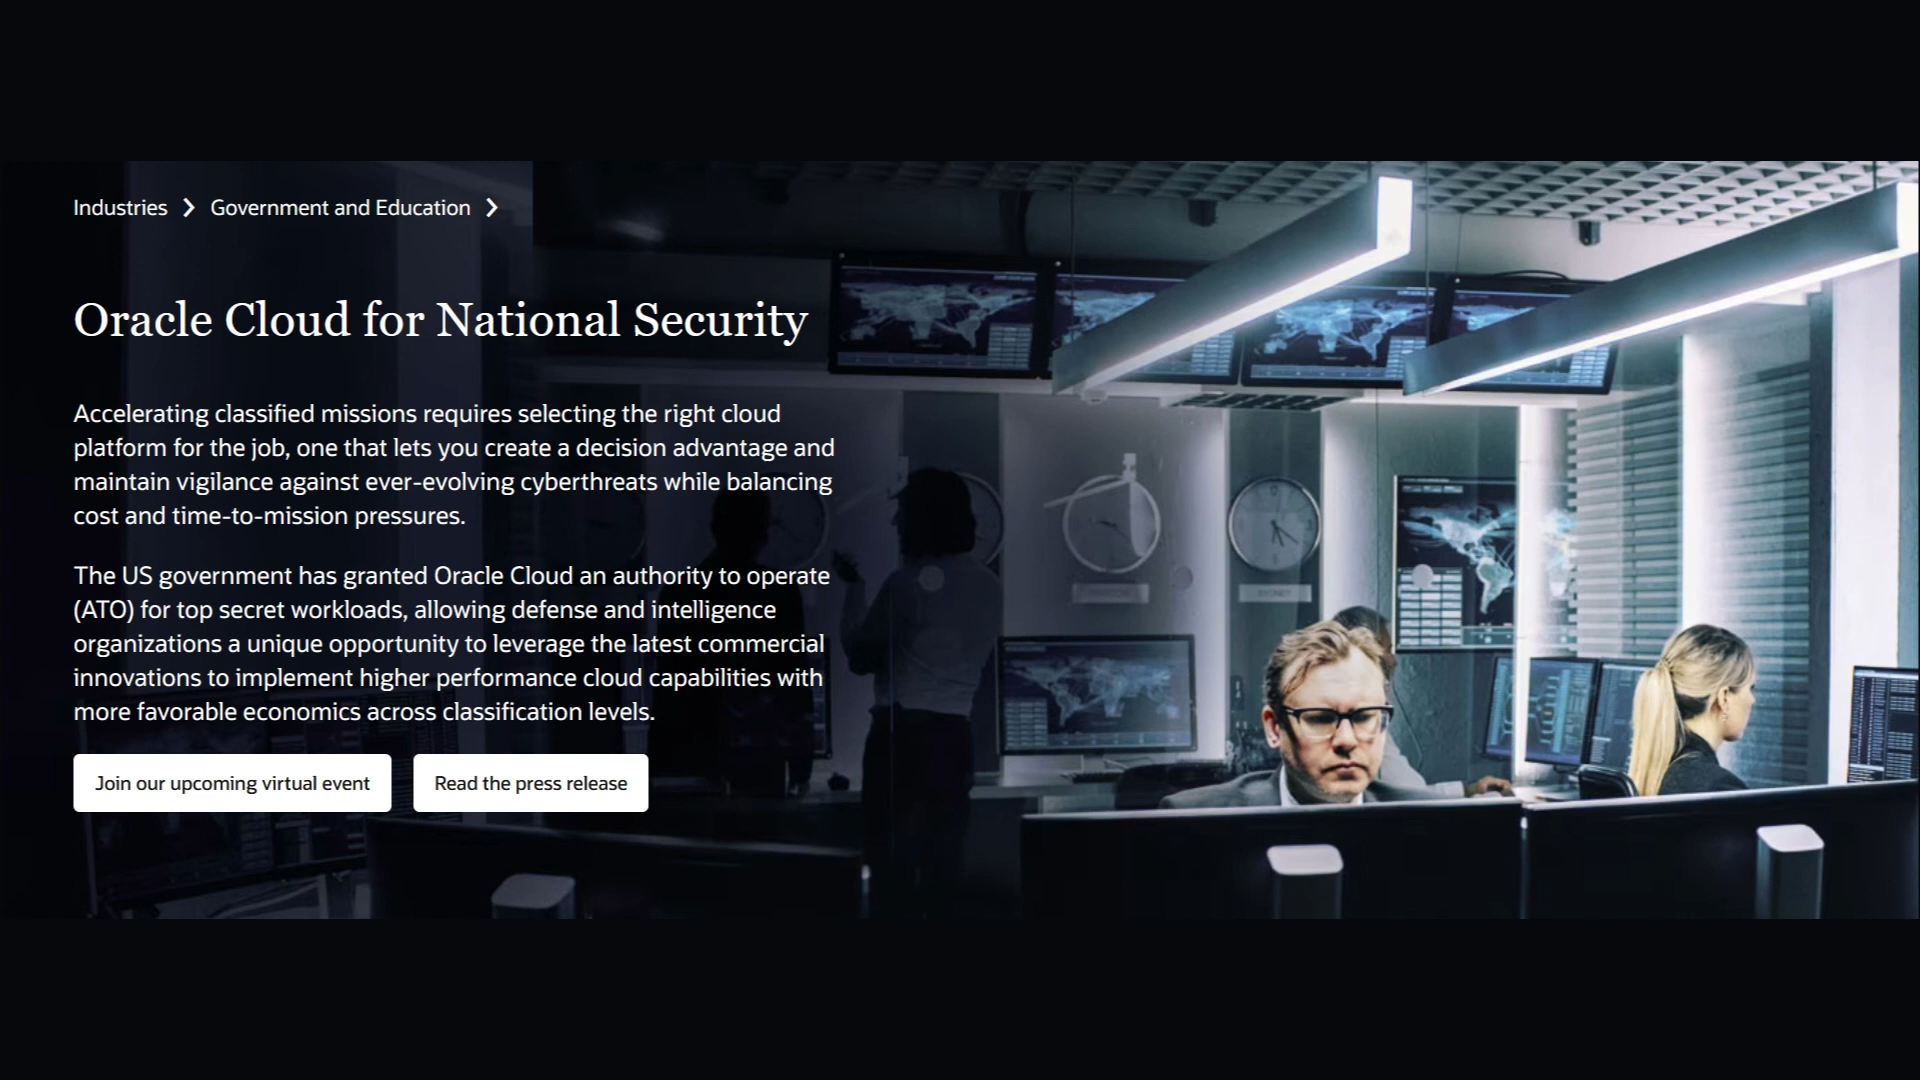 Industries
Government and Education
Oracle Cloud for National Security
Accelerating classified missions requires selecting the right cloud
platform for the job, one that lets you create a decision advantage and
maintain vigilance against ever-evolving cyberthreats while balancing
cost and time-to-mission pressures.
The US government has granted Oracle Cloud an authority to operate
(ATO) for top secret workloads, allowing defense and intelligence
organizations a unique opportunity to leverage the latest commercial
innovations to implement higher performance cloud capabilities with
more favorable economics across classification levels.
Join our upcoming virtual event
Read the press release
SYDNEY